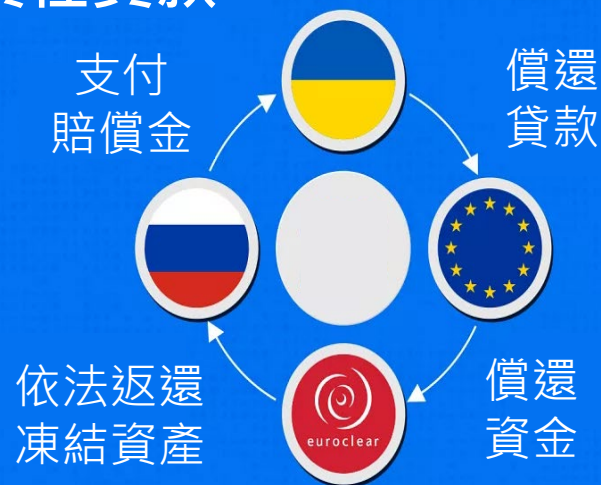 支付
賠償金
償還
貸款
依法返還
凍結資產
償還
資金
euroclear